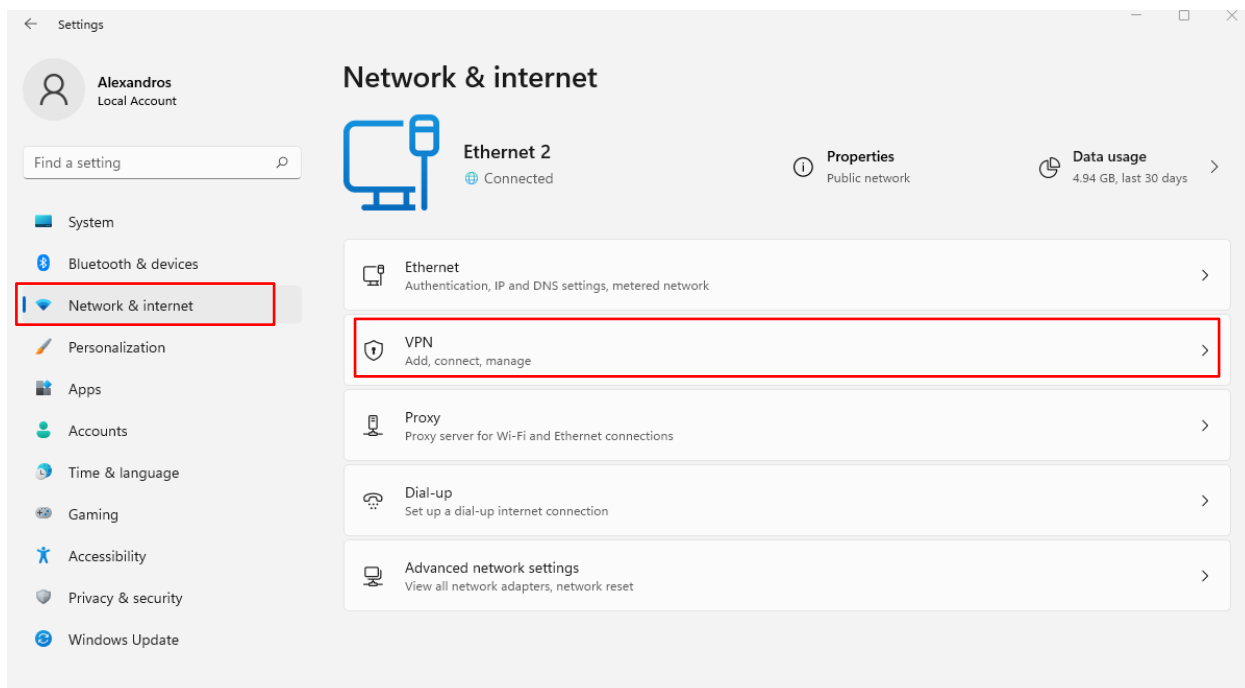 Settings
Alexandros
Local Account
Find a setting
System
Bluetooth & devices
Network & internet
Personalization
Apps
Accounts
Time & language
Gaming
Accessibility
Privacy & security
Windows Update
Network & internet
Ethernet 2
Connected
Properties
Public network
Data usage
4.94 GB, last 30 days
Ethernet
Authentication, IP and DNS settings, metered network
VPN
Add, connect, manage
Proxy
Proxy server for Wi-Fi and Ethernet connections
Dial-up
Set up a dial-up internet connection
Advanced network settings
View all network adapters, network reset